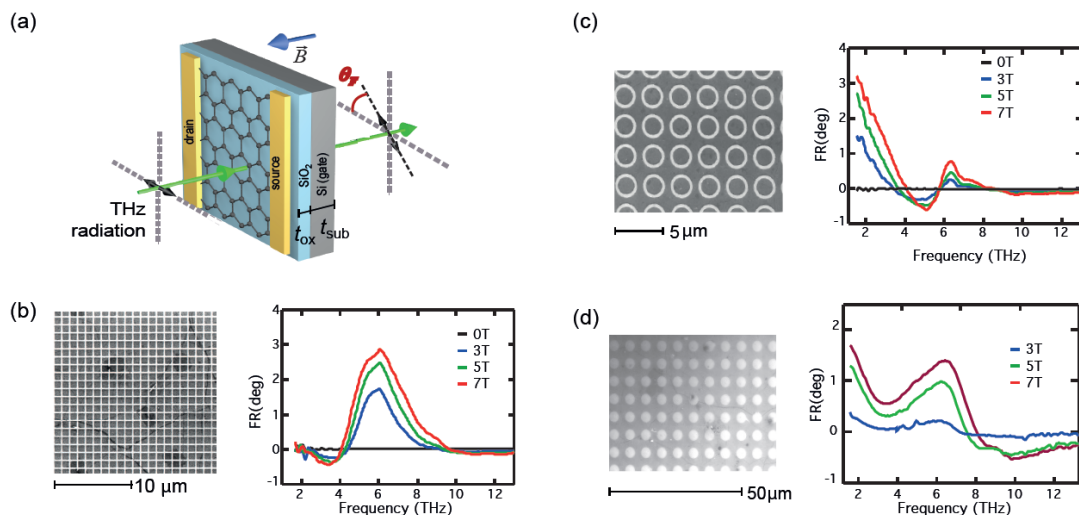 (a)
B
θF
drain
source
SiO2
Si (gate)
THz
radiation
tox
tsub
(b)
10 μm
FR(deg)
4
3
2
1
0
-1
2 4 6 8 10 12
Frequency (THz)
0T
3T
5T
7T
(c)
5 μm
FR(deg)
4
3
2
1
0
-1
2 4 6 8 10 12
Frequency (THz)
0T
3T
5T
7T
(d)
50μm
FR(deg)
2
1
0
-1
2 4 6 8 10 12
Frequency (THz)
3T
5T
7T